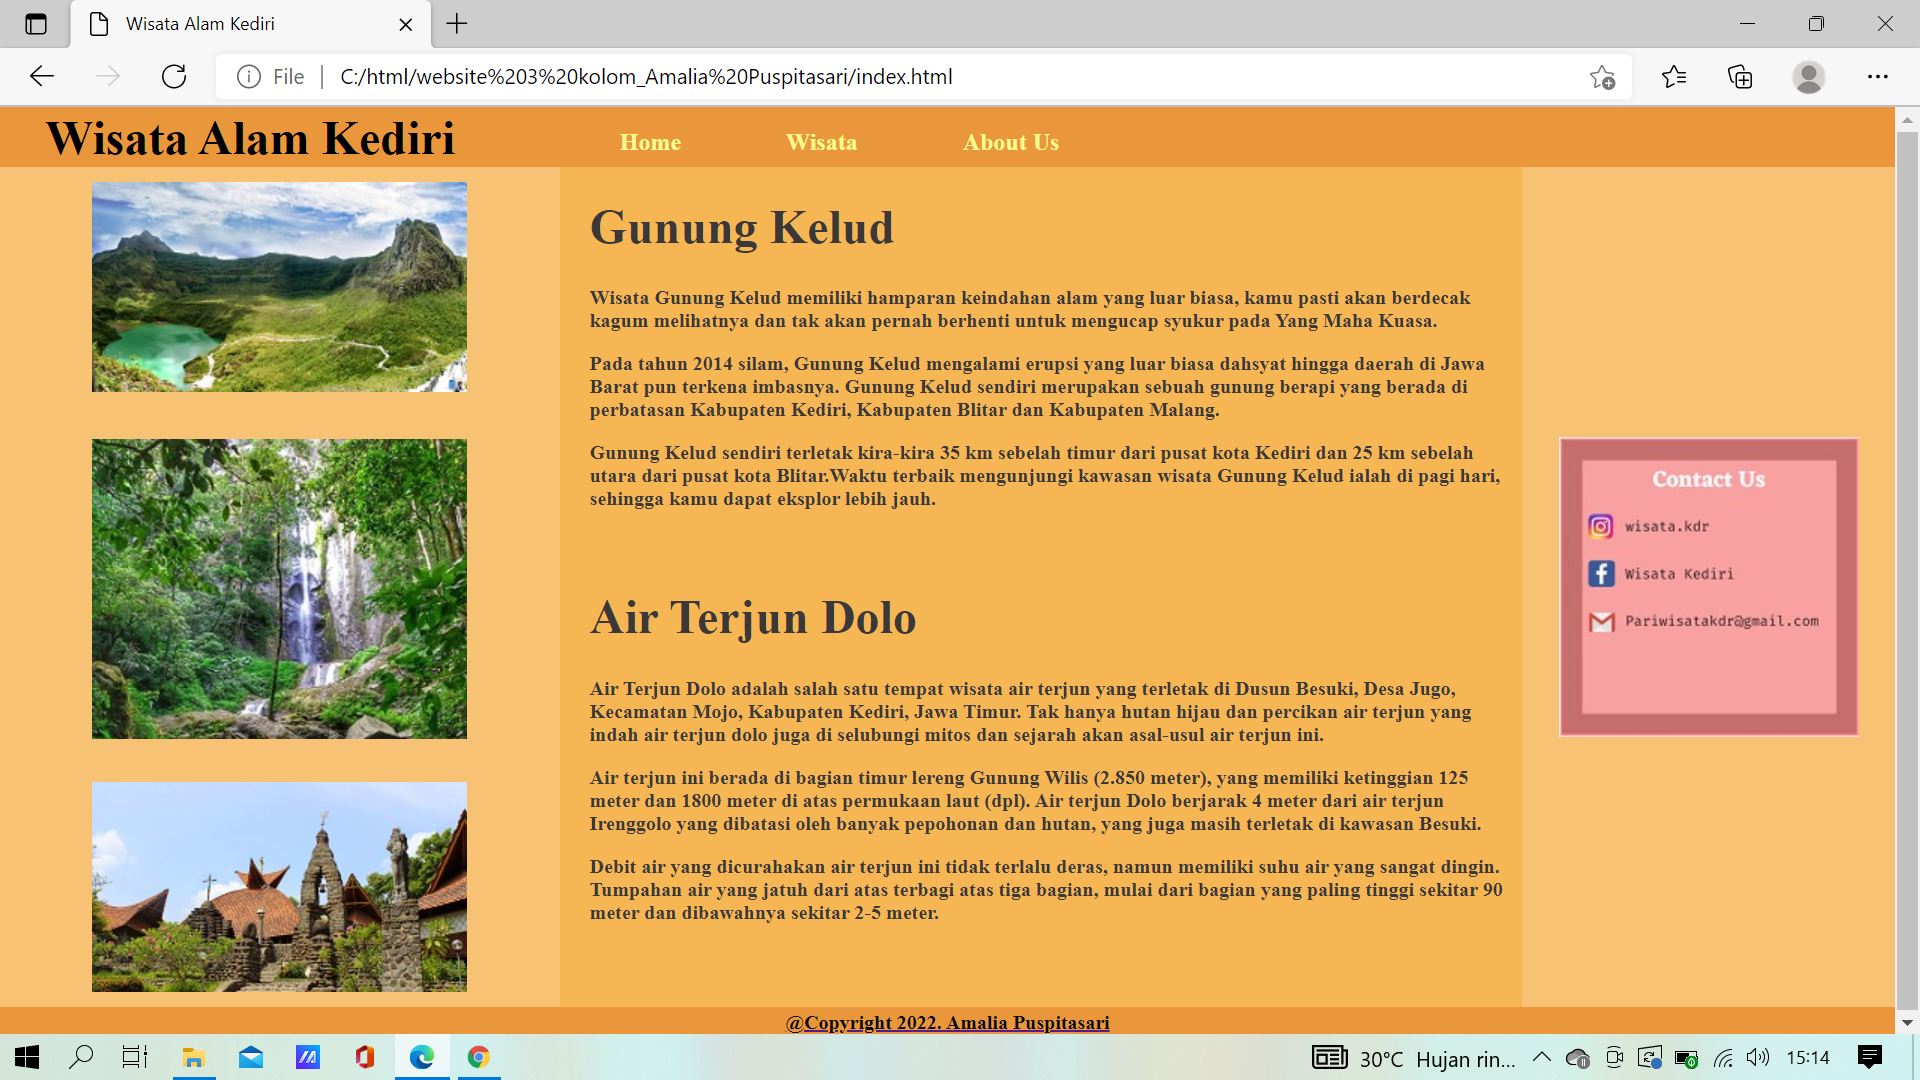 Wisata Alam Kediri
File
C:/html/website%203%20kolom_Amalia%20Puspitasari/index.html
Wisata Alam Kediri
Home
Wisata
About Us
Gunung Kelud
Wisata Gunung Kelud memiliki hamparan keindahan alam yang luar biasa, kamu pasti akan berdecak
kagum melihatnya dan tak akan pernah berhenti untuk mengucap syukur pada Yang Maha Kuasa.
Pada tahun 2014 silam, Gunung Kelud mengalami erupsi yang luar biasa dahsyat hingga daerah di Jawa
Barat pun terkena imbasnya. Gunung Kelud sendiri merupakan sebuah gunung berapi yang berada di
perbatasan Kabupaten Kediri, Kabupaten Blitar dan Kabupaten Malang.
Gunung Kelud sendiri terletak kira-kira 35 km sebelah timur dari pusat kota Kediri dan 25 km sebelah
utara dari pusat kota Blitar.Waktu terbaik mengunjungi kawasan wisata Gunung Kelud ialah di pagi hari,
sehingga kamu dapat eksplor lebih jauh.
Air Terjun Dolo
Air Terjun Dolo adalah salah satu tempat wisata air terjun yang terletak di Dusun Besuki, Desa Jugo,
Kecamatan Mojo, Kabupaten Kediri, Jawa Timur. Tak hanya hutan hijau dan percikan air terjun yang
indah air terjun dolo juga di selubungi mitos dan sejarah akan asal-usul air terjun ini.
Air terjun ini berada di bagian timur lereng Gunung Wilis (2.850 meter), yang memiliki ketinggian 125
meter dan 1800 meter di atas permukaan laut (dpl). Air terjun Dolo berjarak 4 meter dari air terjun
Irenggolo yang dibatasi oleh banyak pepohonan dan hutan, yang juga masih terletak di kawasan Besuki.
Debit air yang dicurahakan air terjun ini tidak terlalu deras, namun memiliki suhu air yang sangat dingin.
Tumpahan air yang jatuh dari atas terbagi atas tiga bagian, mulai dari bagian yang paling tinggi sekitar 90
meter dan dibawahnya sekitar 2-5 meter.
Contact Us
wisata.kdr
Wisata Kediri
Pariwisatakdr@gmail.com
@Copyright 2022. Amalia Puspitasari
30°C Hujan rin...
15:14